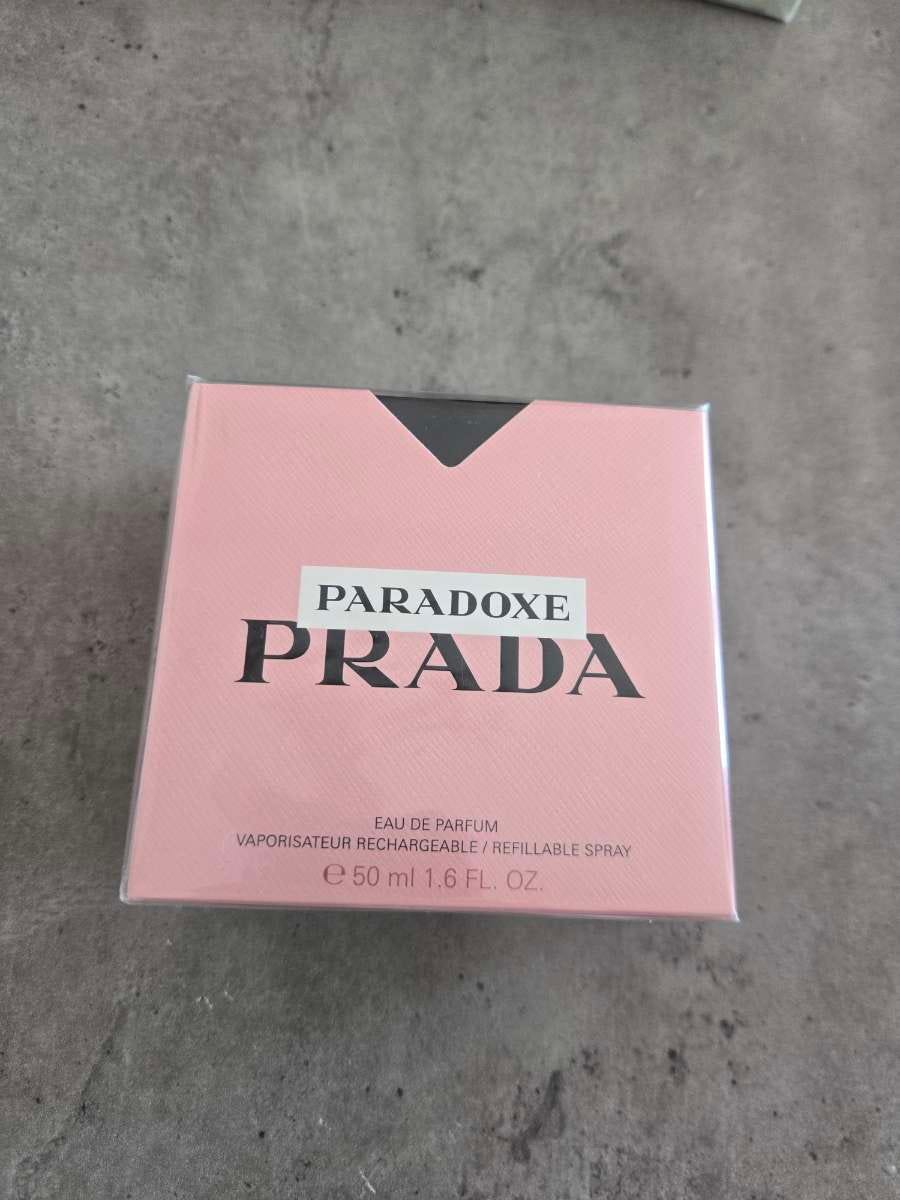 PARADOXE
PRADA
EAU DE PARFUM
VAPORISATEUR RECHARGEABLE / REFILLABLE SPRAY
℮ 50 ml 1.6 FL. OZ.